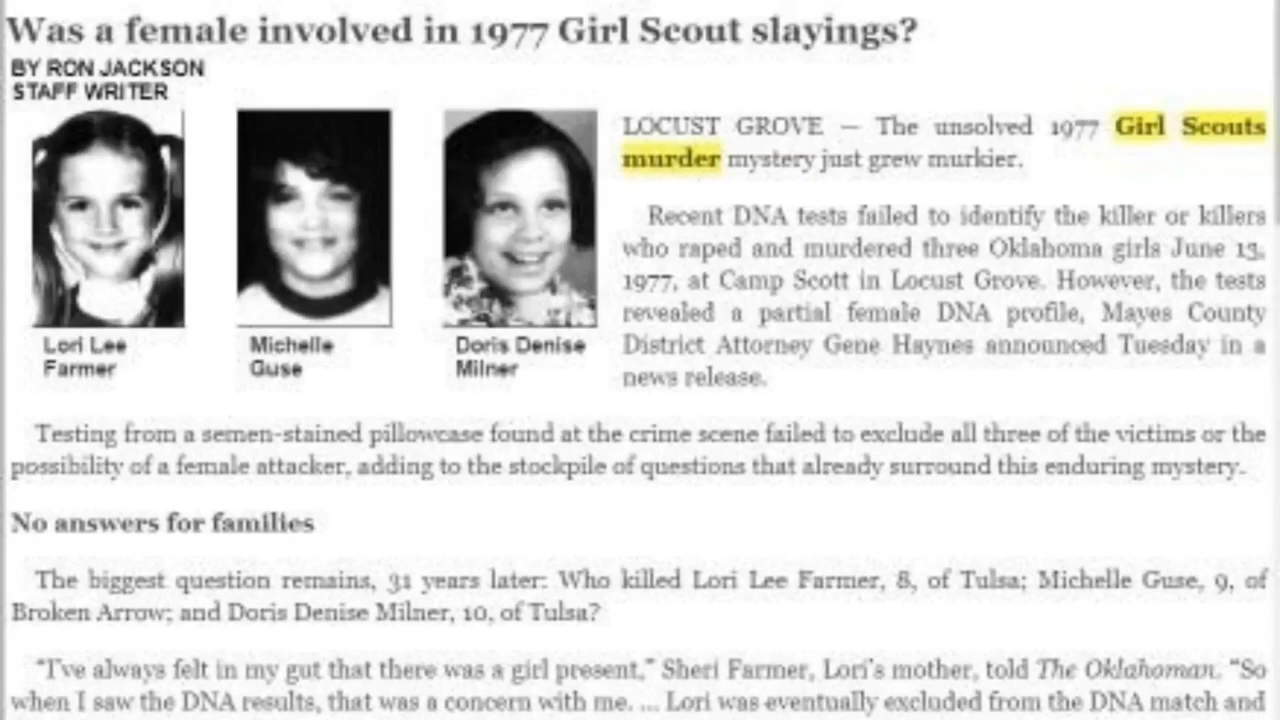 Was a female involved in 1977 Girl Scout slayings?
BY RON JACKSON
STAFF WRITER
Lori Lee
Farmer
Michelle
Guse
Doris Denise
Milner
LOCUST GROVE — The unsolved 1977 Girl Scouts
murder mystery just grew murkier.
Recent DNA tests failed to identify the killer or killers
who raped and murdered three Oklahoma girls June 13,
1977, at Camp Scott in Locust Grove. However, the tests
revealed a partial female DNA profile, Mayes County
District Attorney Gene Haynes announced Tuesday in a
news release.
Testing from a semen-stained pillowcase found at the crime scene failed to exclude all three of the victims or the
possibility of a female attacker, adding to the stockpile of questions that already surround this enduring mystery.
No answers for families
The biggest question remains, 31 years later: Who killed Lori Lee Farmer, 8, of Tulsa; Michelle Guse, 9, of
Broken Arrow; and Doris Denise Milner, 10, of Tulsa?
“I’ve always felt in my gut that there was a girl present,” Sheri Farmer, Lori’s mother, told The Oklahoman. “So
when I saw the DNA results, that was a concern with me. ... Lori was eventually excluded from the DNA match and